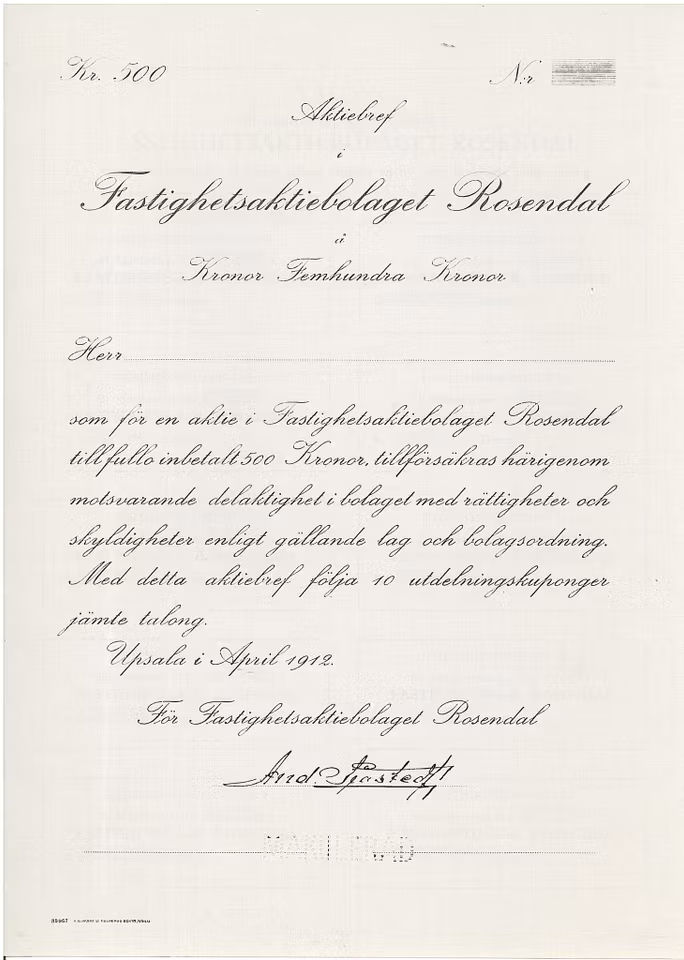 Kr. 500
N:r
Aktiebref
i
Fastighetsaktiebolaget Rosendal
à
Kronor Femhundra Kronor
Herr
som för en aktie i Fastighetsaktiebolaget Rosendal
till fullo inbetalt 500 Kronor, tillförsäkras härigenom
motsvarande delaktighet i bolaget med rättigheter och
skyldigheter enligt gällande lag och bolagsordning.
Med detta aktiebref följa 10 utdelningskuponger
jämte talong.
Upsala i April 1912.
För Fastighetsaktiebolaget Rosendal
And.
MAKULERAD